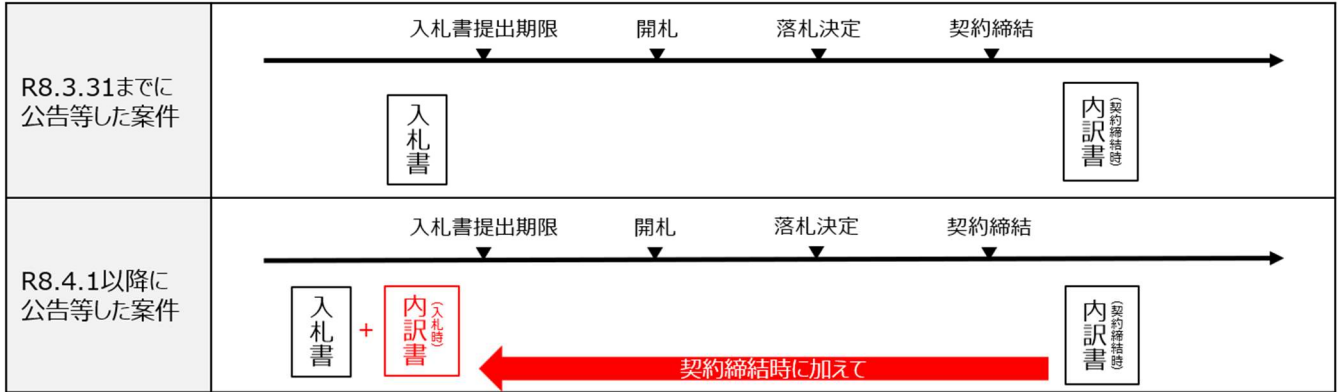 R8.3.31までに
公告等した案件
入札書提出期限
開札
落札決定
契約締結
入札書
内訳書
(契約締結時)
R8.4.1以降に
公告等した案件
入札書提出期限
開札
落札決定
契約締結
入札書
+
内訳書
(入札時)
契約締結時に加えて
内訳書
(契約締結時)